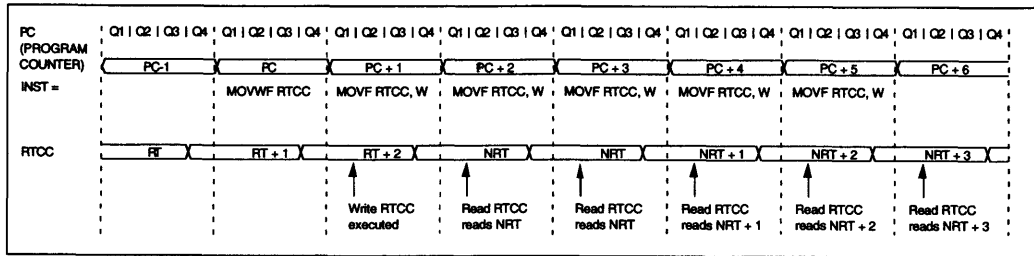 PC Q1 | Q2 | Q3 | Q4 Q1 | Q2 | Q3 | Q4 Q1 | Q2 | Q3 | Q4 Q1 | Q2 | Q3 | Q4 Q1 | Q2 | Q3 | Q4 Q1 | Q2 | Q3 | Q4 Q1 | Q2 | Q3 | Q4 Q1 | Q2 | Q3 | Q4
(PROGRAM
COUNTER) PC-1 PC PC + 1 PC + 2 PC + 3 PC + 4 PC + 5 PC + 6
INST = MOVWF RTCC MOVF RTCC, W MOVF RTCC, W MOVF RTCC, W MOVF RTCC, W MOVF RTCC, W
RTCC RT RT + 1 RT + 2 NRT NRT NRT + 1 NRT + 2 NRT + 3
Write RTCC Read RTCC Read RTCC Read RTCC Read RTCC Read RTCC
executed reads NRT reads NRT reads NRT + 1 reads NRT + 2 reads NRT + 3